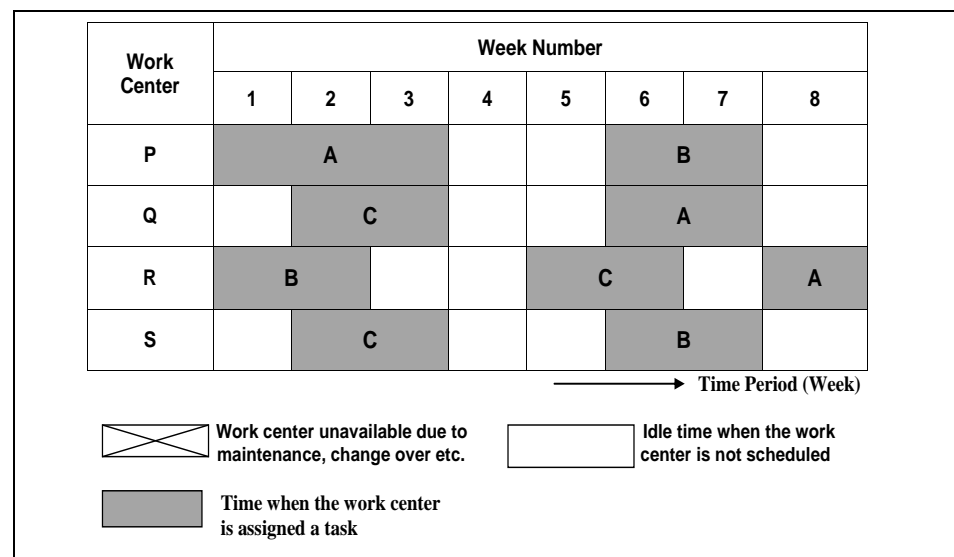 Work Center
Week Number
1 2 3 4 5 6 7 8
P A B
Q C A
R B C A
S C B
Time Period (Week)
Work center unavailable due to
maintenance, change over etc.
Idle time when the work
center is not scheduled
Time when the work center
is assigned a task